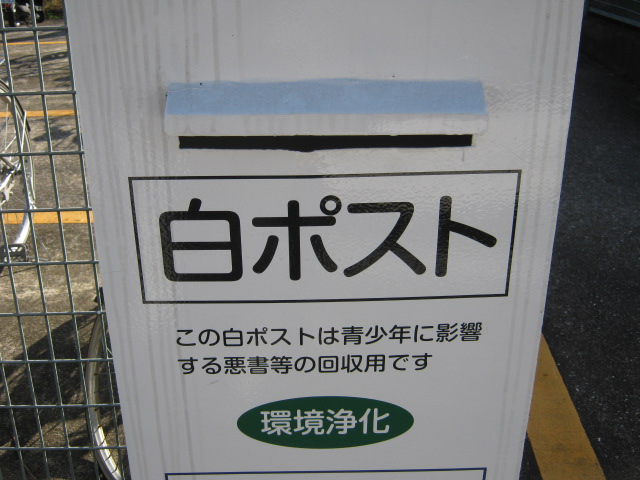 白ポスト
この白ポストは青少年に影響
する悪書等の回収用です
環境浄化